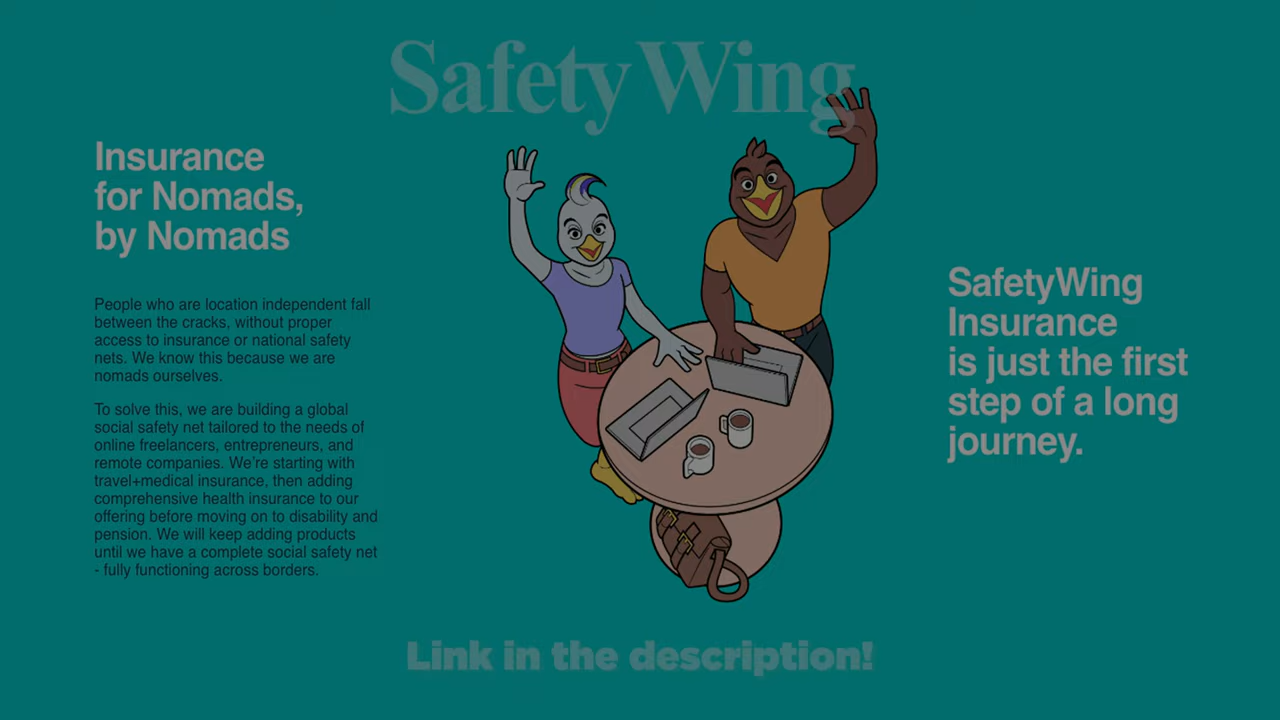 SafetyWing
Insurance
for Nomads,
by Nomads
People who are location independent fall
between the cracks, without proper
access to insurance or national safety
nets. We know this because we are
nomads ourselves.
To solve this, we are building a global
social safety net tailored to the needs of
online freelancers, entrepreneurs, and
remote companies. We're starting with
travel+medical insurance, then adding
comprehensive health insurance to our
offering before moving on to disability and
pension. We will keep adding products
until we have a complete social safety net
- fully functioning across borders.
SafetyWing
Insurance
is just the first
step of a long
journey.
Link in the description!